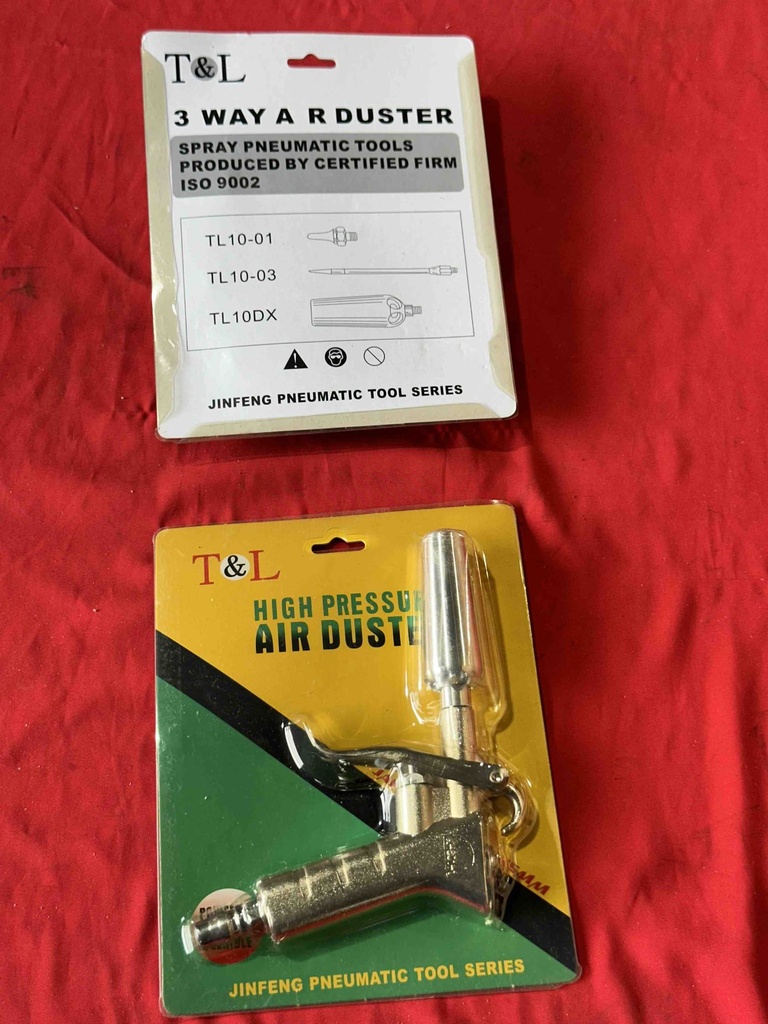 T&L
3 WAY A R DUSTER
SPRAY PNEUMATIC TOOLS
PRODUCED BY CERTIFIED FIRM
ISO 9002
TL10-01
TL10-03
TL10DX
JINFENG PNEUMATIC TOOL SERIES
T&L
HIGH PRESSU
AIR DUSTE
JINFENG PNEUMATIC TOOL SERIES